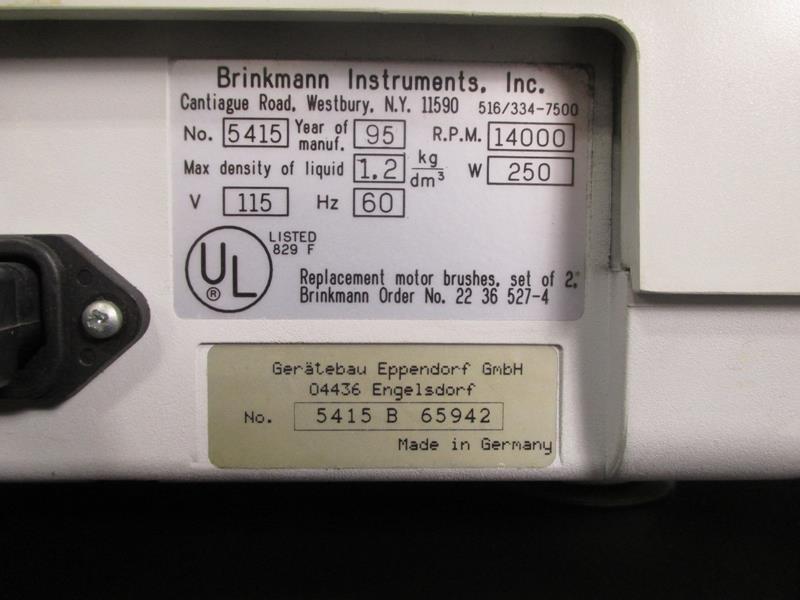 Brinkmann Instruments, Inc.
Cantiague Road, Westbury, N.Y. 11590 516/334-7500
No. 5415 Year of manuf. 95 R.P.M. 14000
Max density of liquid 1,2 kg/dm³ W 250
V 115 Hz 60
UL ® LISTED
829 F
Replacement motor brushes, set of 2:
Brinkmann Order No. 22 36 527-4
Gerätebau Eppendorf GmbH
04436 Engelsdorf
No. 5415 B 65942
Made in Germany